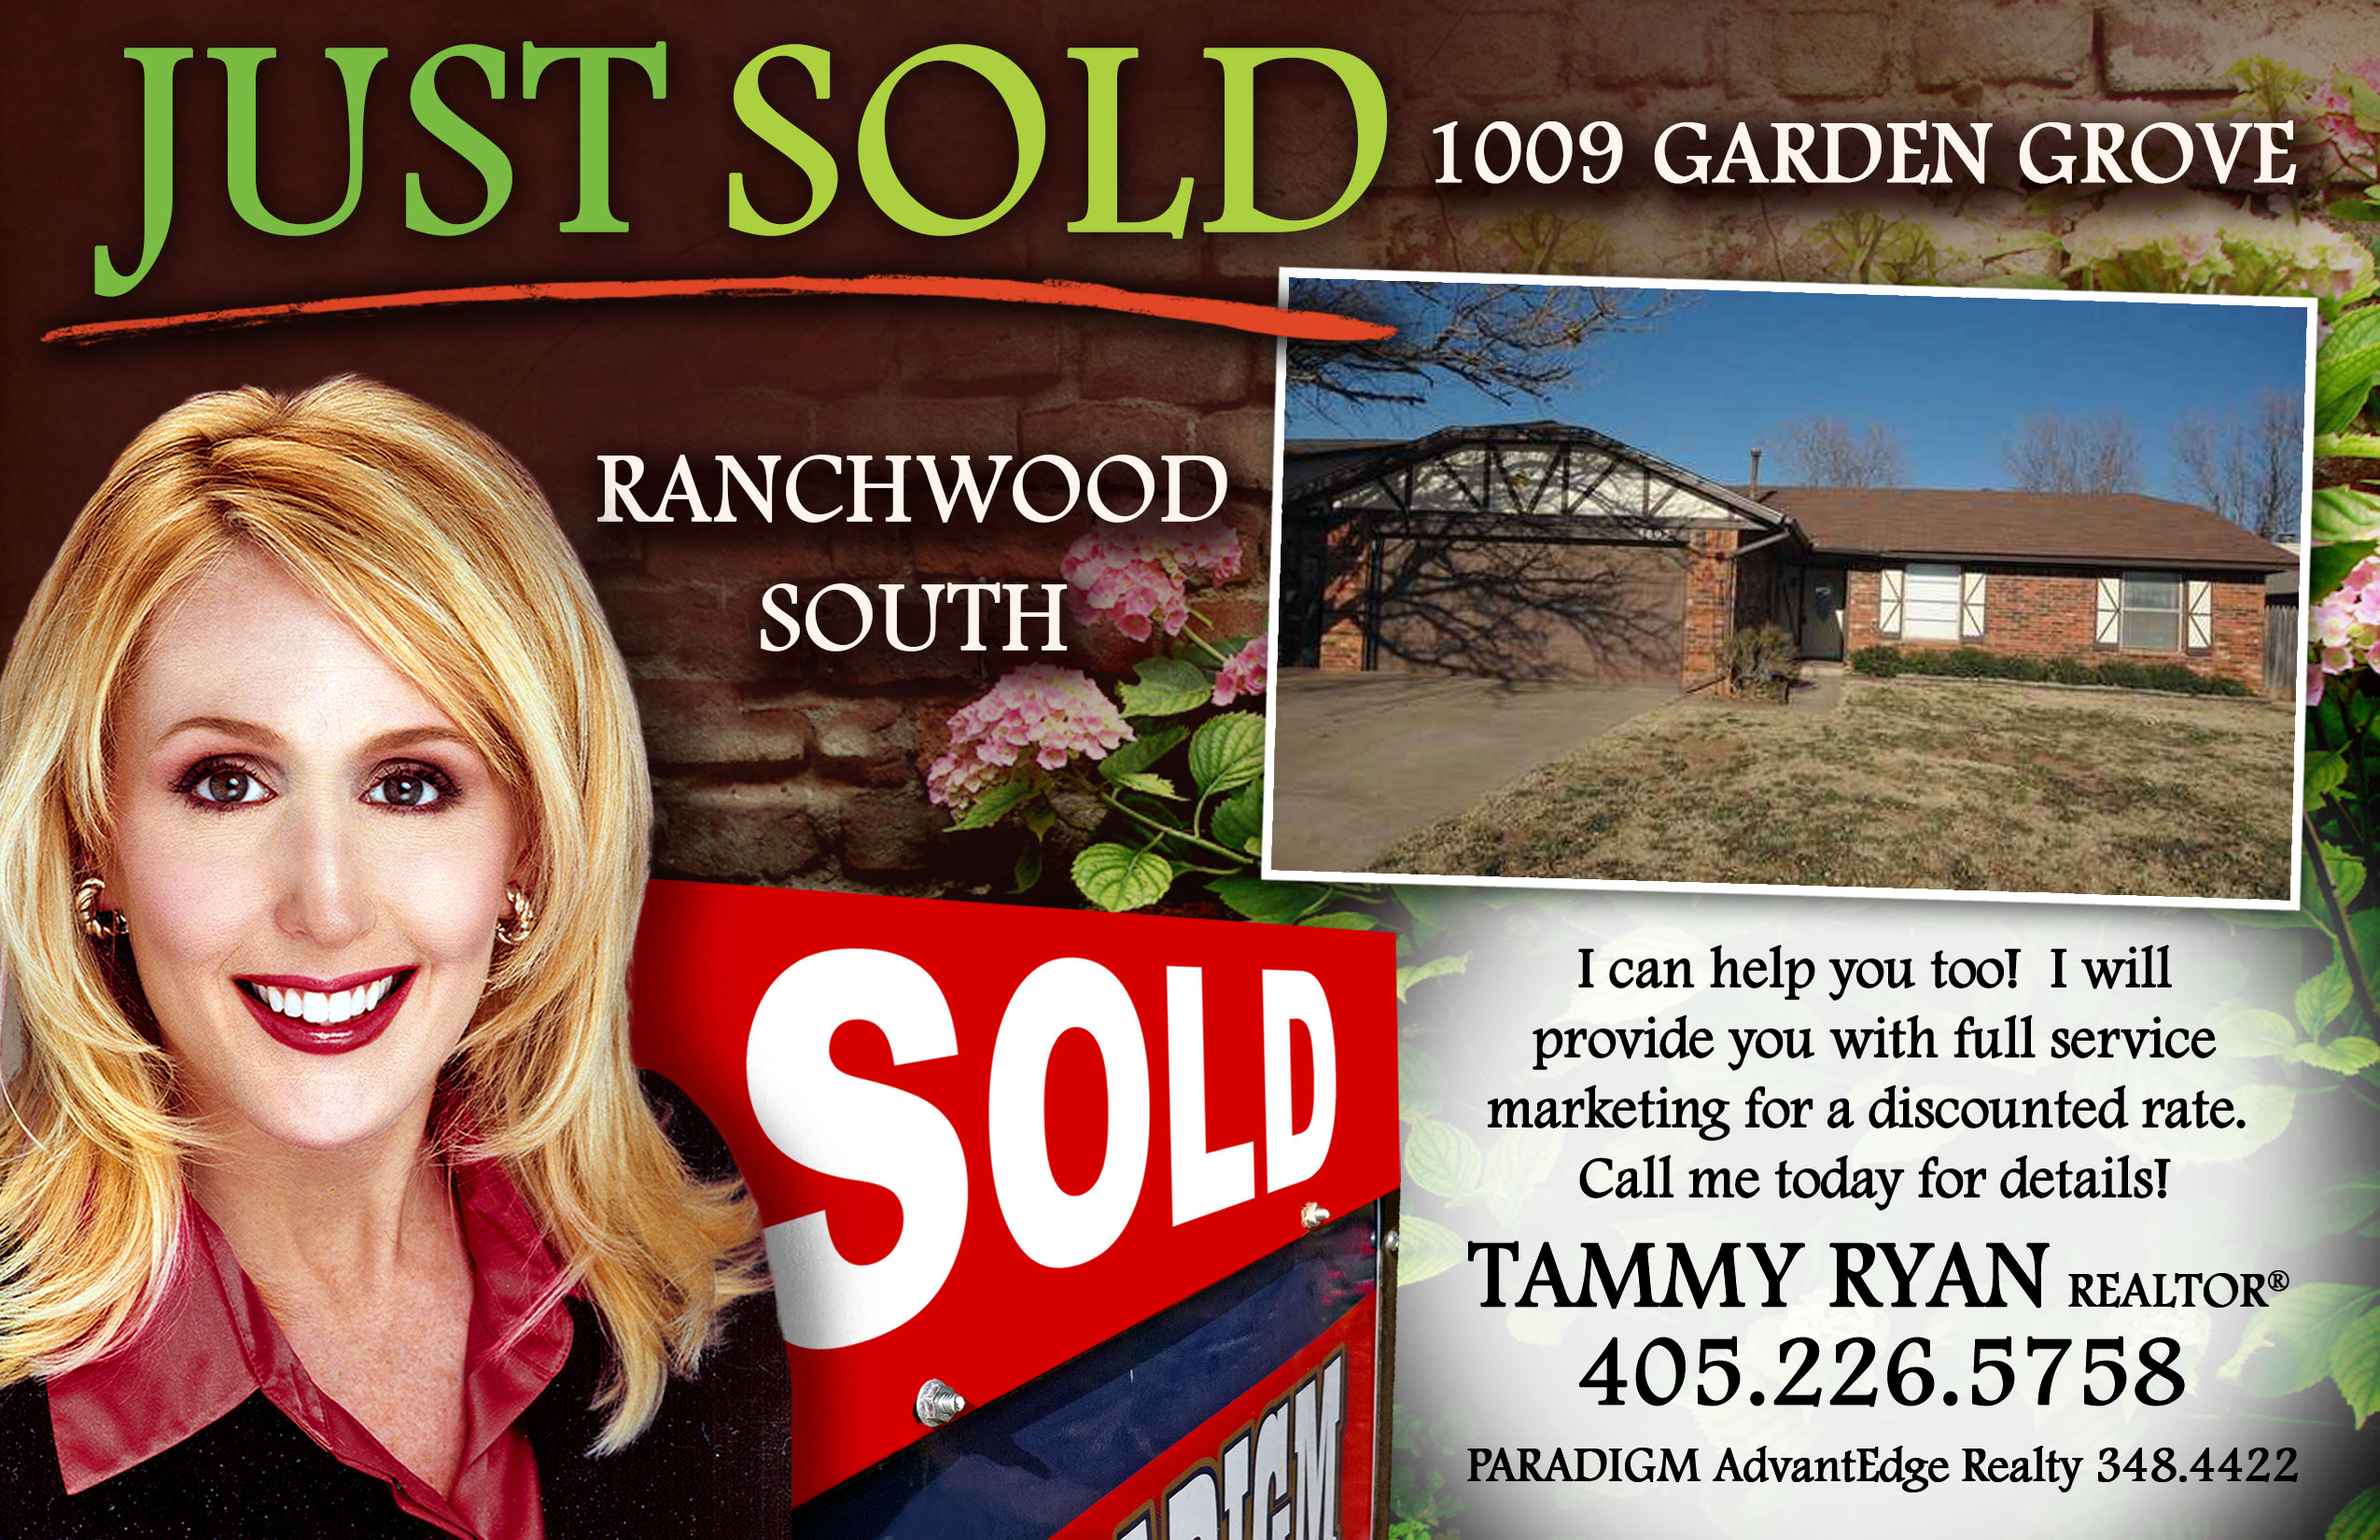 JUST SOLD
1009 GARDEN GROVE
RANCHWOOD
SOUTH
SOLD
I can help you too!  I will
provide you with full service
marketing for a discounted rate.
Call me today for details!
TAMMY RYAN REALTOR®
405.226.5758
PARADIGM AdvantEdge Realty 348.4422